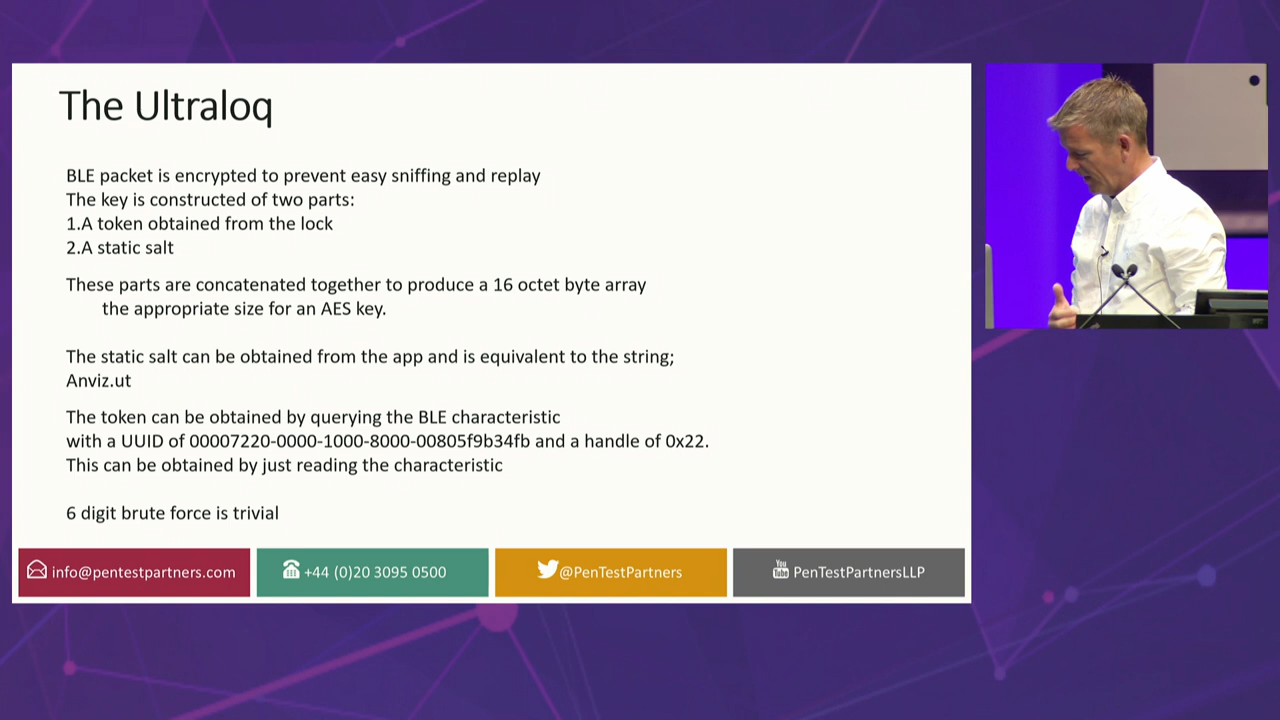 The Ultraloq
BLE packet is encrypted to prevent easy sniffing and replay
The key is constructed of two parts:
1.A token obtained from the lock
2.A static salt
These parts are concatenated together to produce a 16 octet byte array
the appropriate size for an AES key.
The static salt can be obtained from the app and is equivalent to the string;
Anviz.ut
The token can be obtained by querying the BLE characteristic
with a UUID of 00007220-0000-1000-8000-00805f9b34fb and a handle of 0x22.
This can be obtained by just reading the characteristic
6 digit brute force is trivial
info@pentestpartners.com
+44 (0)20 3095 0500
@PenTestPartners
You
Tube
PenTestPartnersLLP